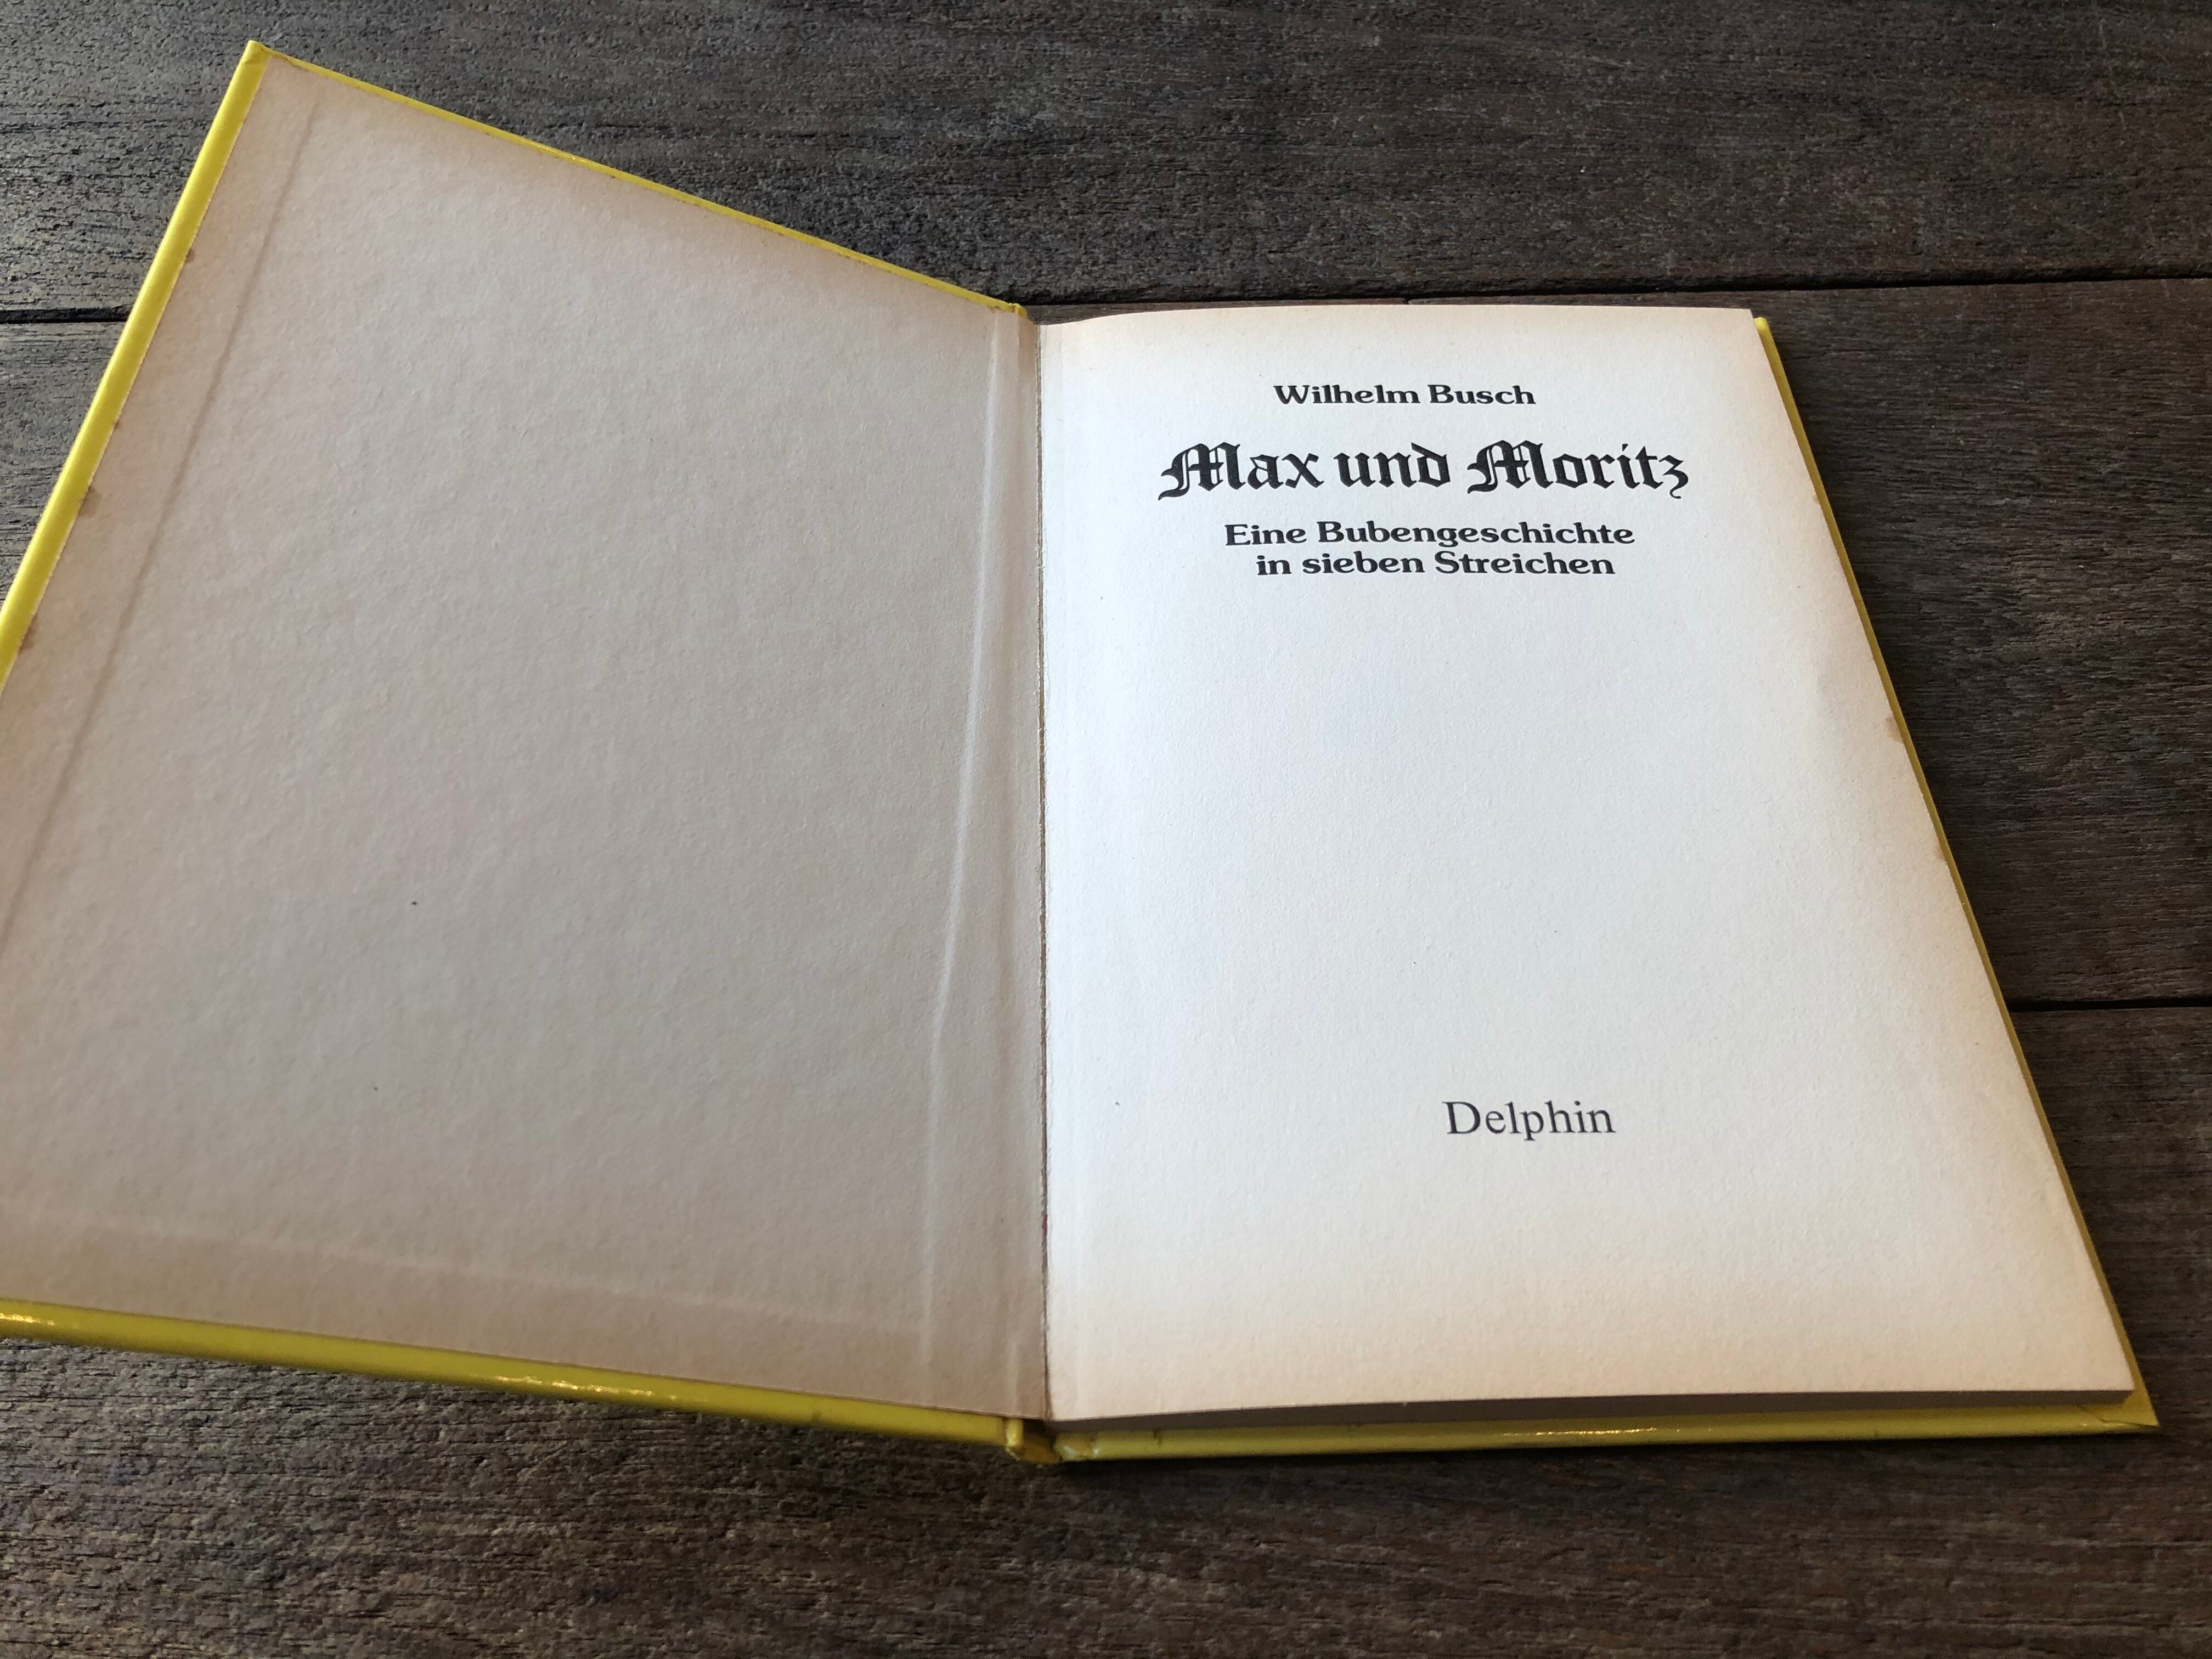 Wilhelm Busch
Max und Moritz
Eine Bubengeschichte
in sieben Streichen
Delphin